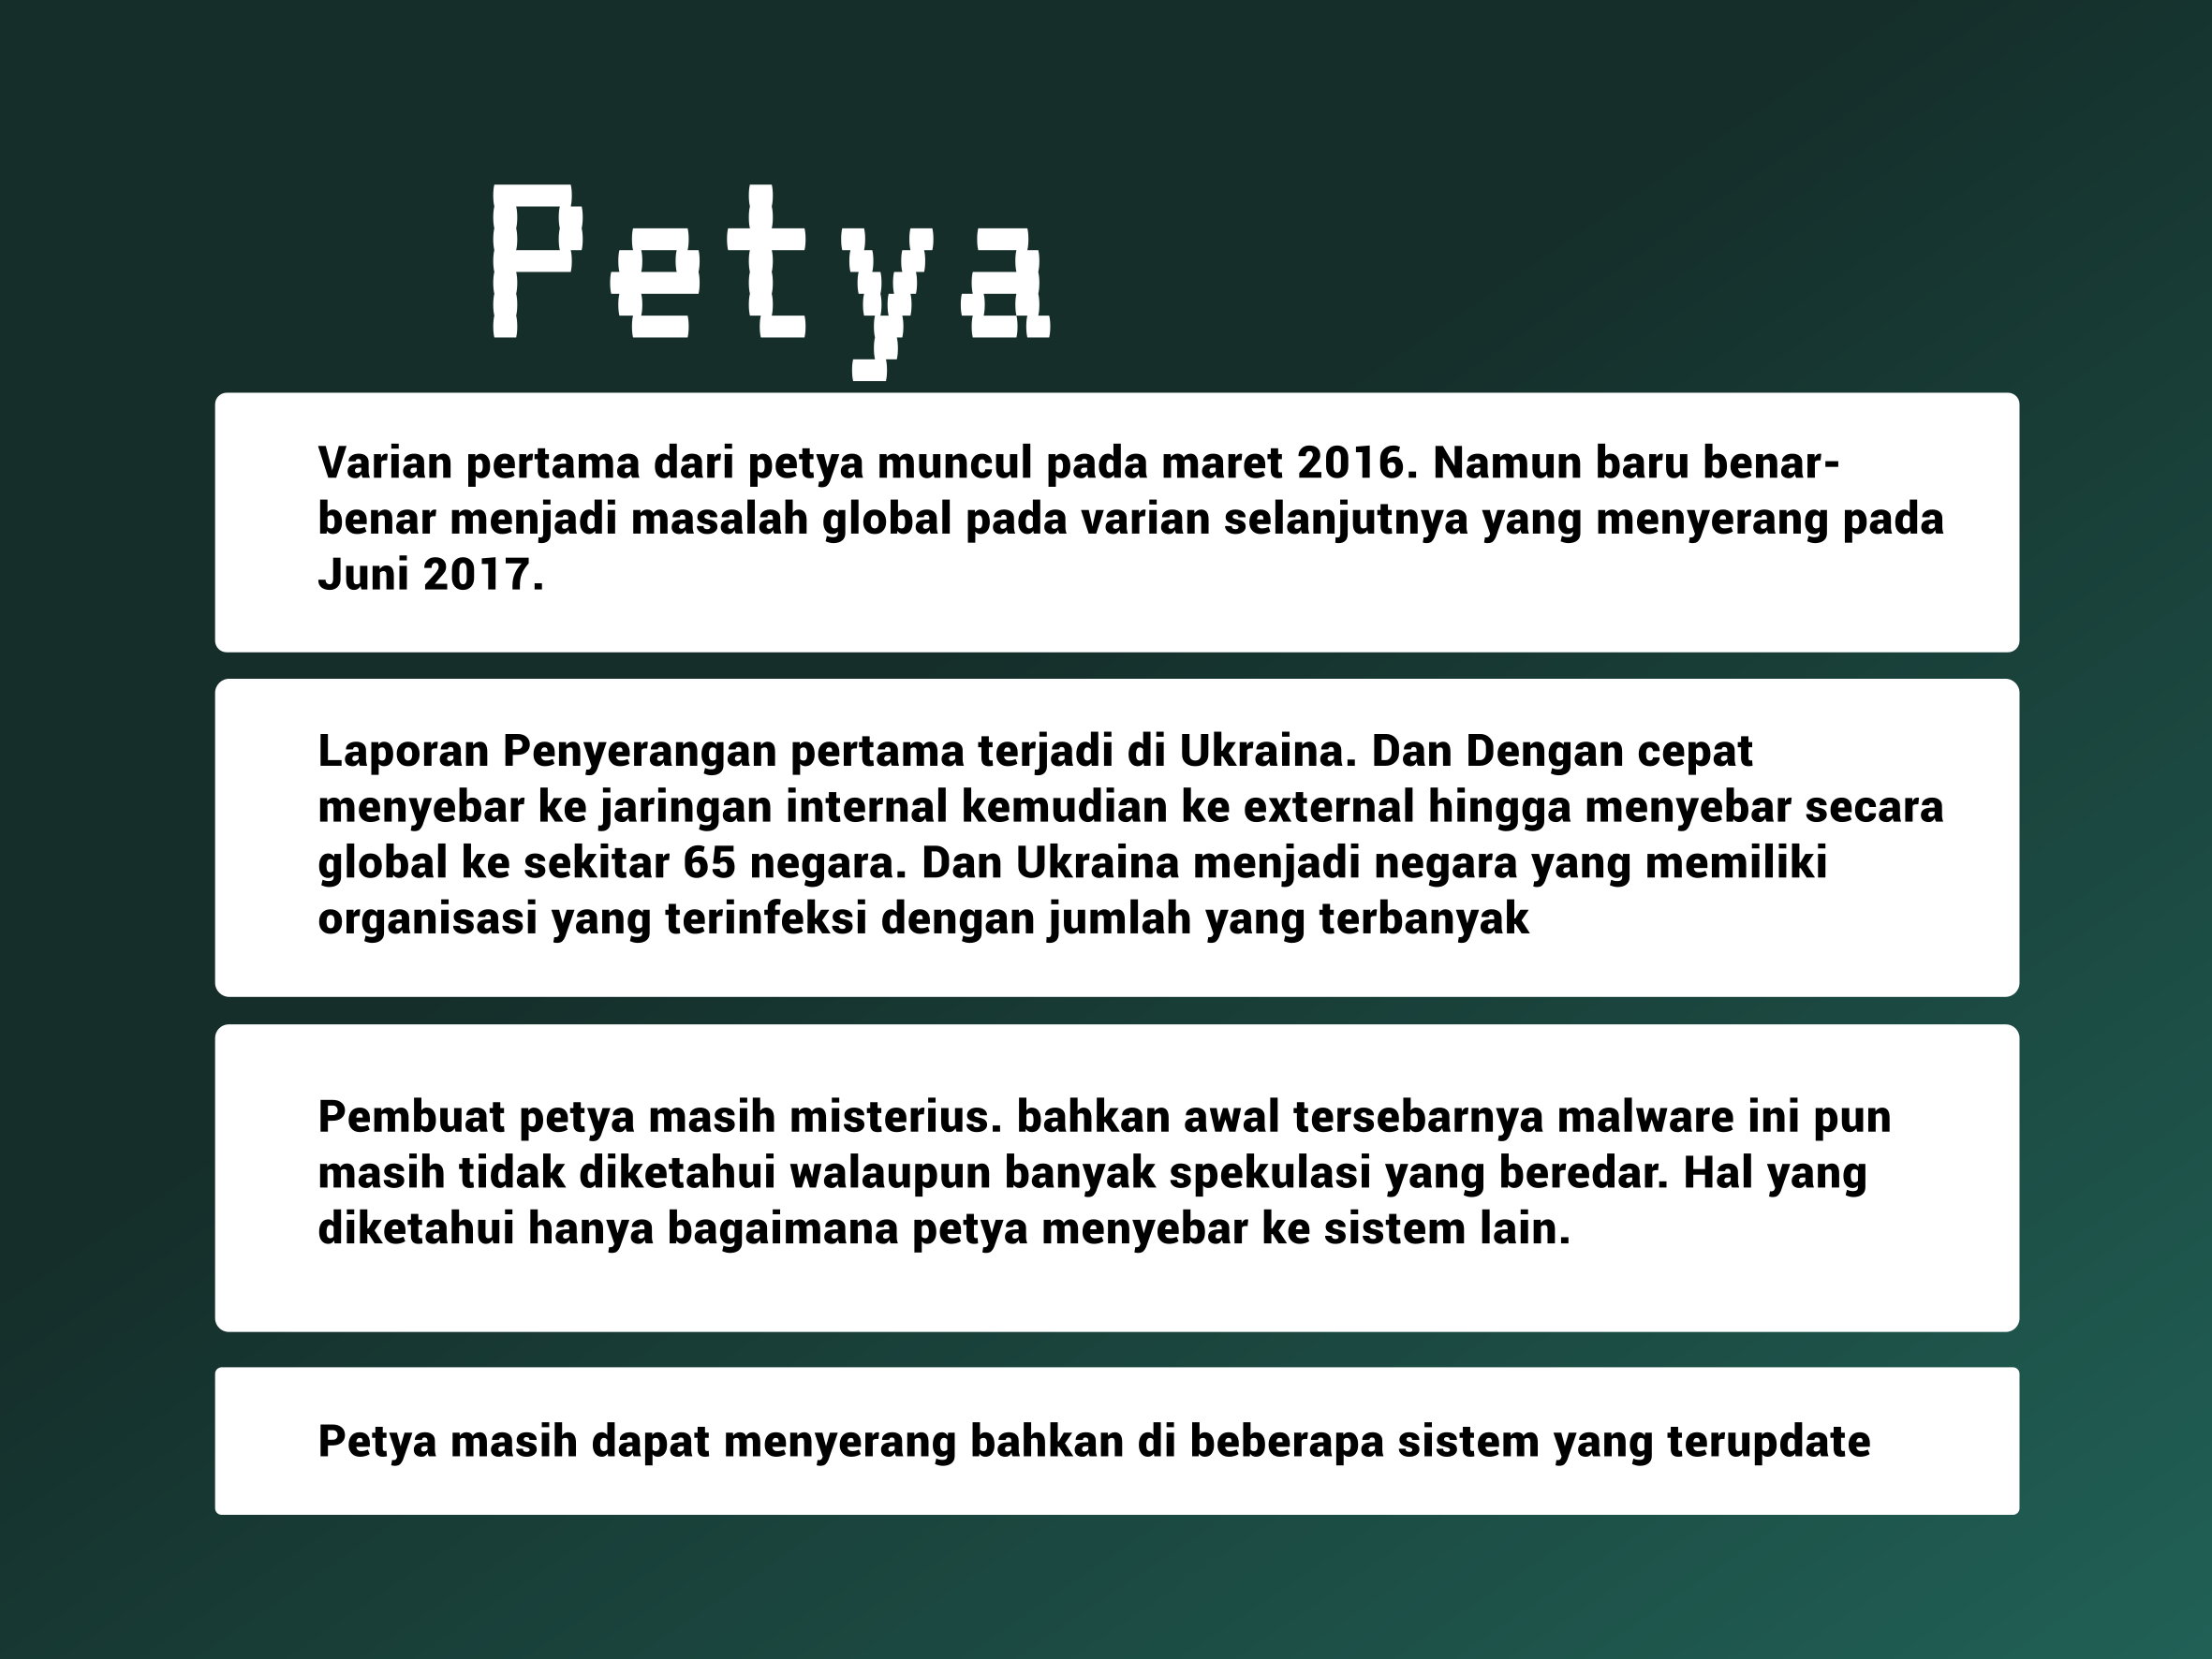 Petya
Varian pertama dari petya muncul pada maret 2016. Namun baru benar-
benar menjadi masalah global pada varian selanjutnya yang menyerang pada
Juni 2017.
Laporan Penyerangan pertama terjadi di Ukraina. Dan Dengan cepat
menyebar ke jaringan internal kemudian ke external hingga menyebar secara
global ke sekitar 65 negara. Dan Ukraina menjadi negara yang memiliki
organisasi yang terinfeksi dengan jumlah yang terbanyak
Pembuat petya masih misterius. bahkan awal tersebarnya malware ini pun
masih tidak diketahui walaupun banyak spekulasi yang beredar. Hal yang
diketahui hanya bagaimana petya menyebar ke sistem lain.
Petya masih dapat menyerang bahkan di beberapa sistem yang terupdate